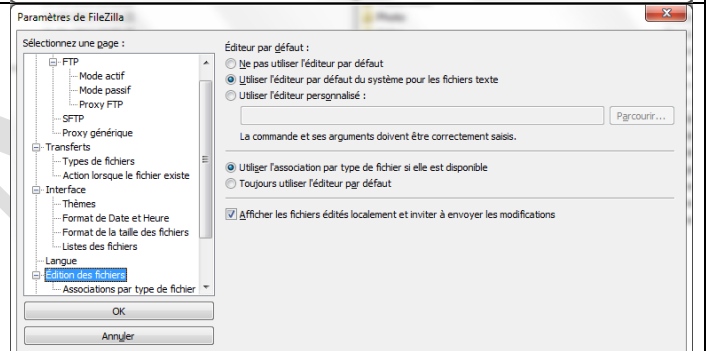 Paramètres de FileZilla
Sélectionnez une page :
FTP
Mode actif
Mode passif
Proxy FTP
SFTP
Proxy générique
Transferts
Types de fichiers
Action lorsque le fichier existe
Interface
Thèmes
Format de Date et Heure
Format de la taille des fichiers
Listes des fichiers
Langue
Édition des fichiers
Associations par type de fichier
OK
Annuler
Éditeur par défaut :
Ne pas utiliser l'éditeur par défaut
Utiliser l'éditeur par défaut du système pour les fichiers texte
Utiliser l'éditeur personnalisé :
Parcourir...
La commande et ses arguments doivent être correctement saisis.
Utiliser l'association par type de fichier si elle est disponible
Toujours utiliser l'éditeur par défaut
Afficher les fichiers édités localement et inviter à envoyer les modifications